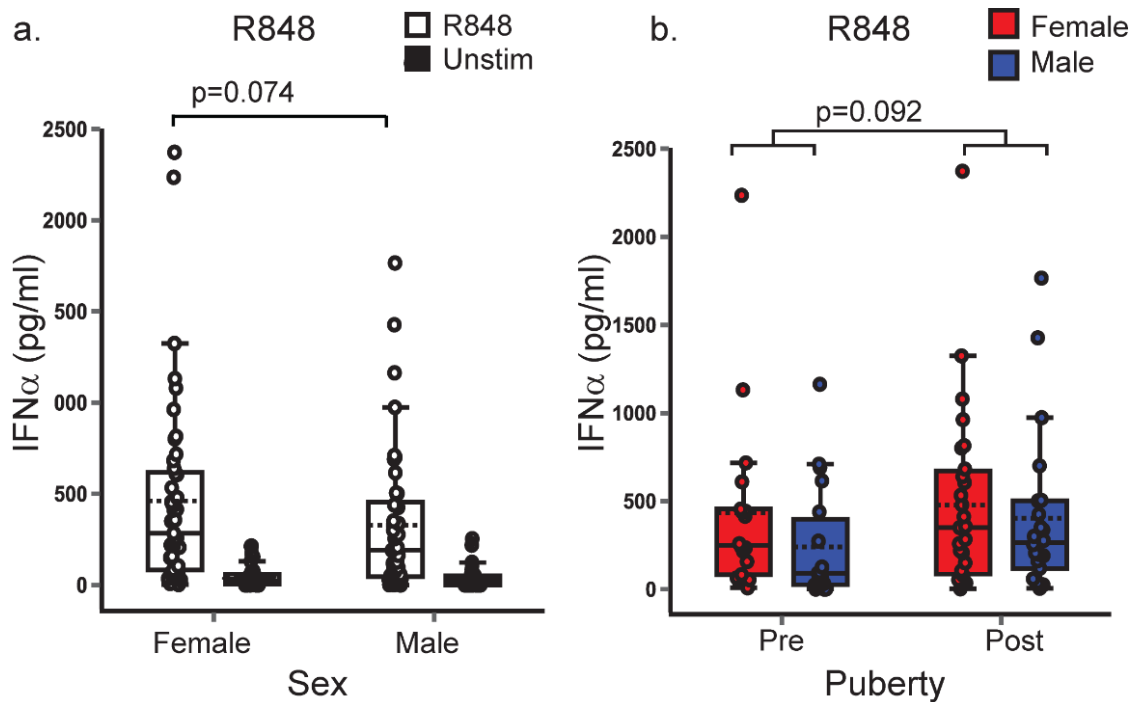 a.
R848
R848
Unstim
p=0.074
2500
2000
500
000
500
0
IFNα (pg/ml)
Female
Male
Sex
b.
R848
Female
Male
p=0.092
2500
2000
1500
1000
500
0
IFNα (pg/ml)
Pre
Post
Puberty